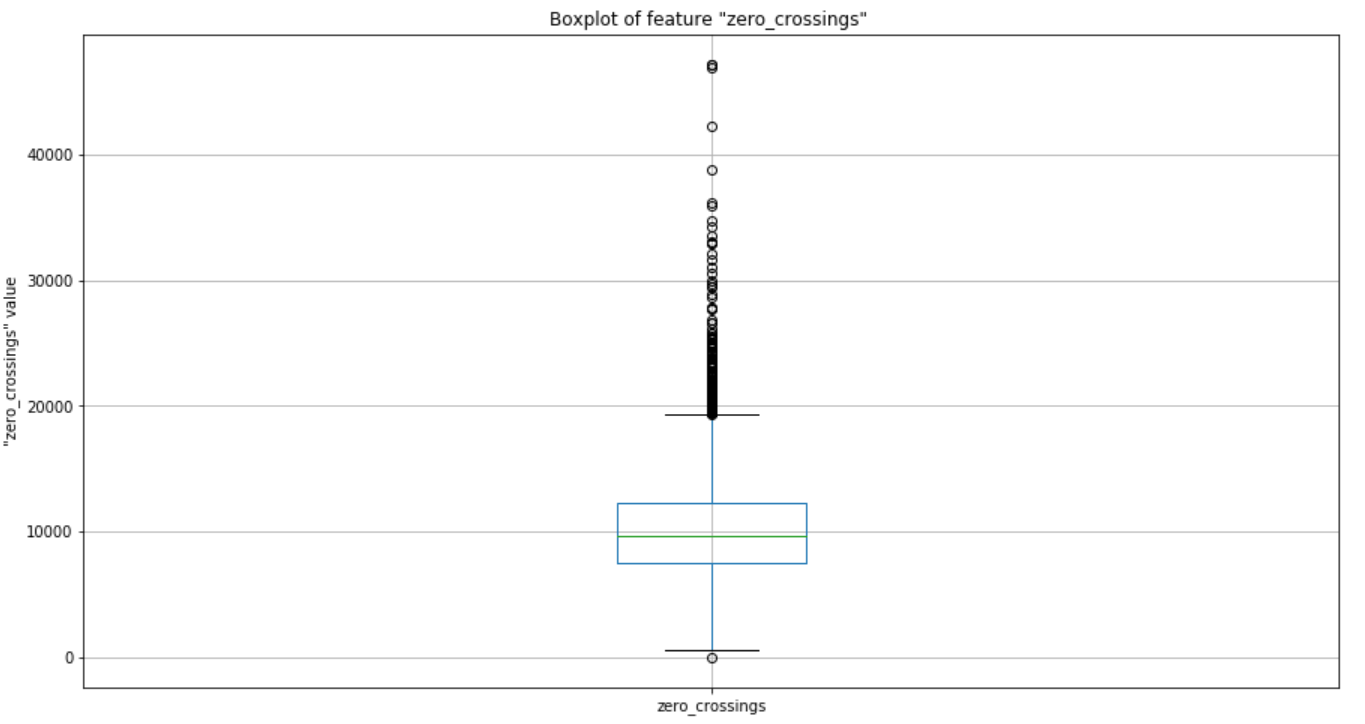 Boxplot of feature "zero_crossings"
"zero_crossings" value
40000
30000
20000
10000
0
zero_crossings